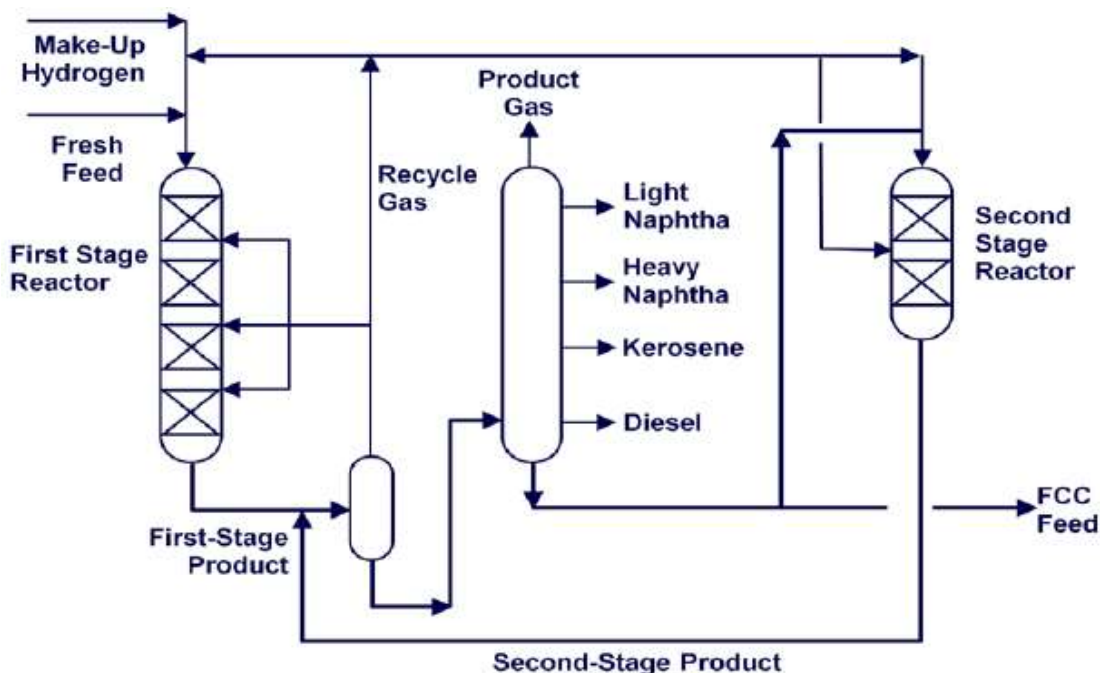 Make-Up
Hydrogen
Product
Gas
Fresh
Feed
Recycle
Gas
Light
Naphtha
Second
Stage
Reactor
First Stage
Reactor
Heavy
Naphtha
Kerosene
Diesel
FCC
Feed
First-Stage
Product
Second-Stage Product